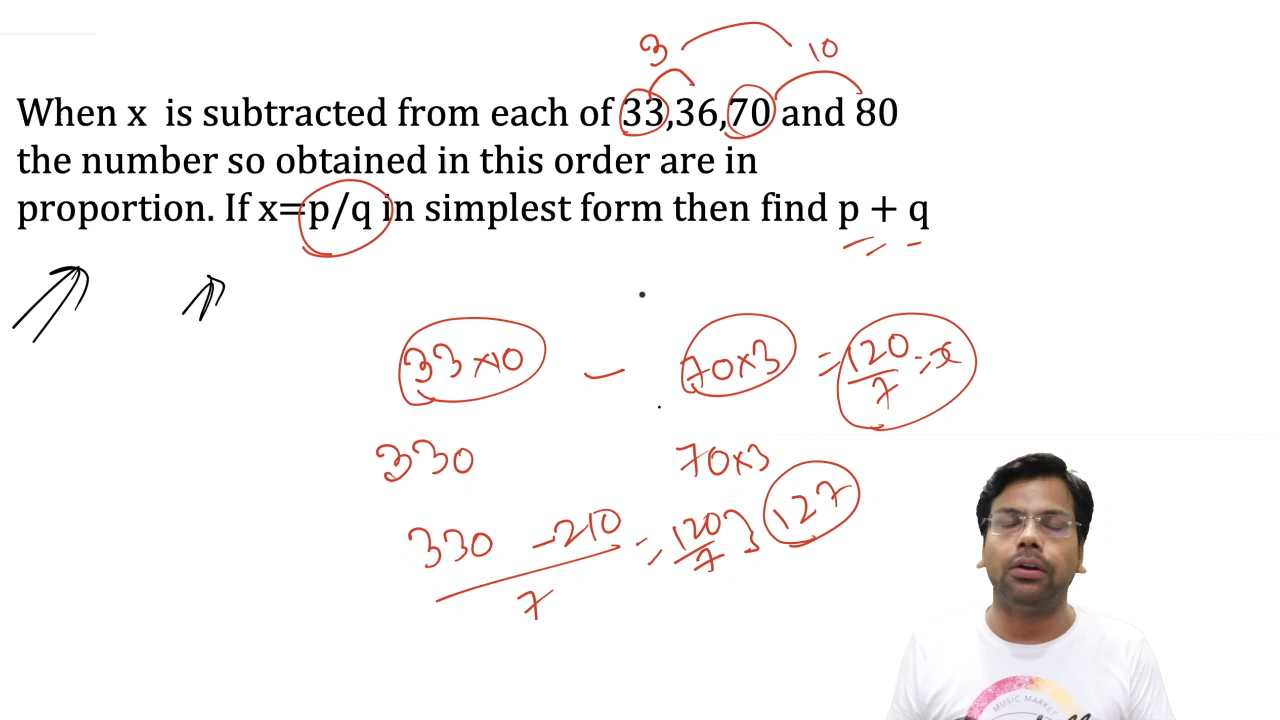 3 10
When x is subtracted from each of 33,36,70 and 80
the number so obtained in this order are in
proportion. If x=p/q in simplest form then find p + q
33×10 - 70×3 = 120/7 = x
330 70×3
330 - 210 / 7 = 120/7 } 127
MUSIC MARKET